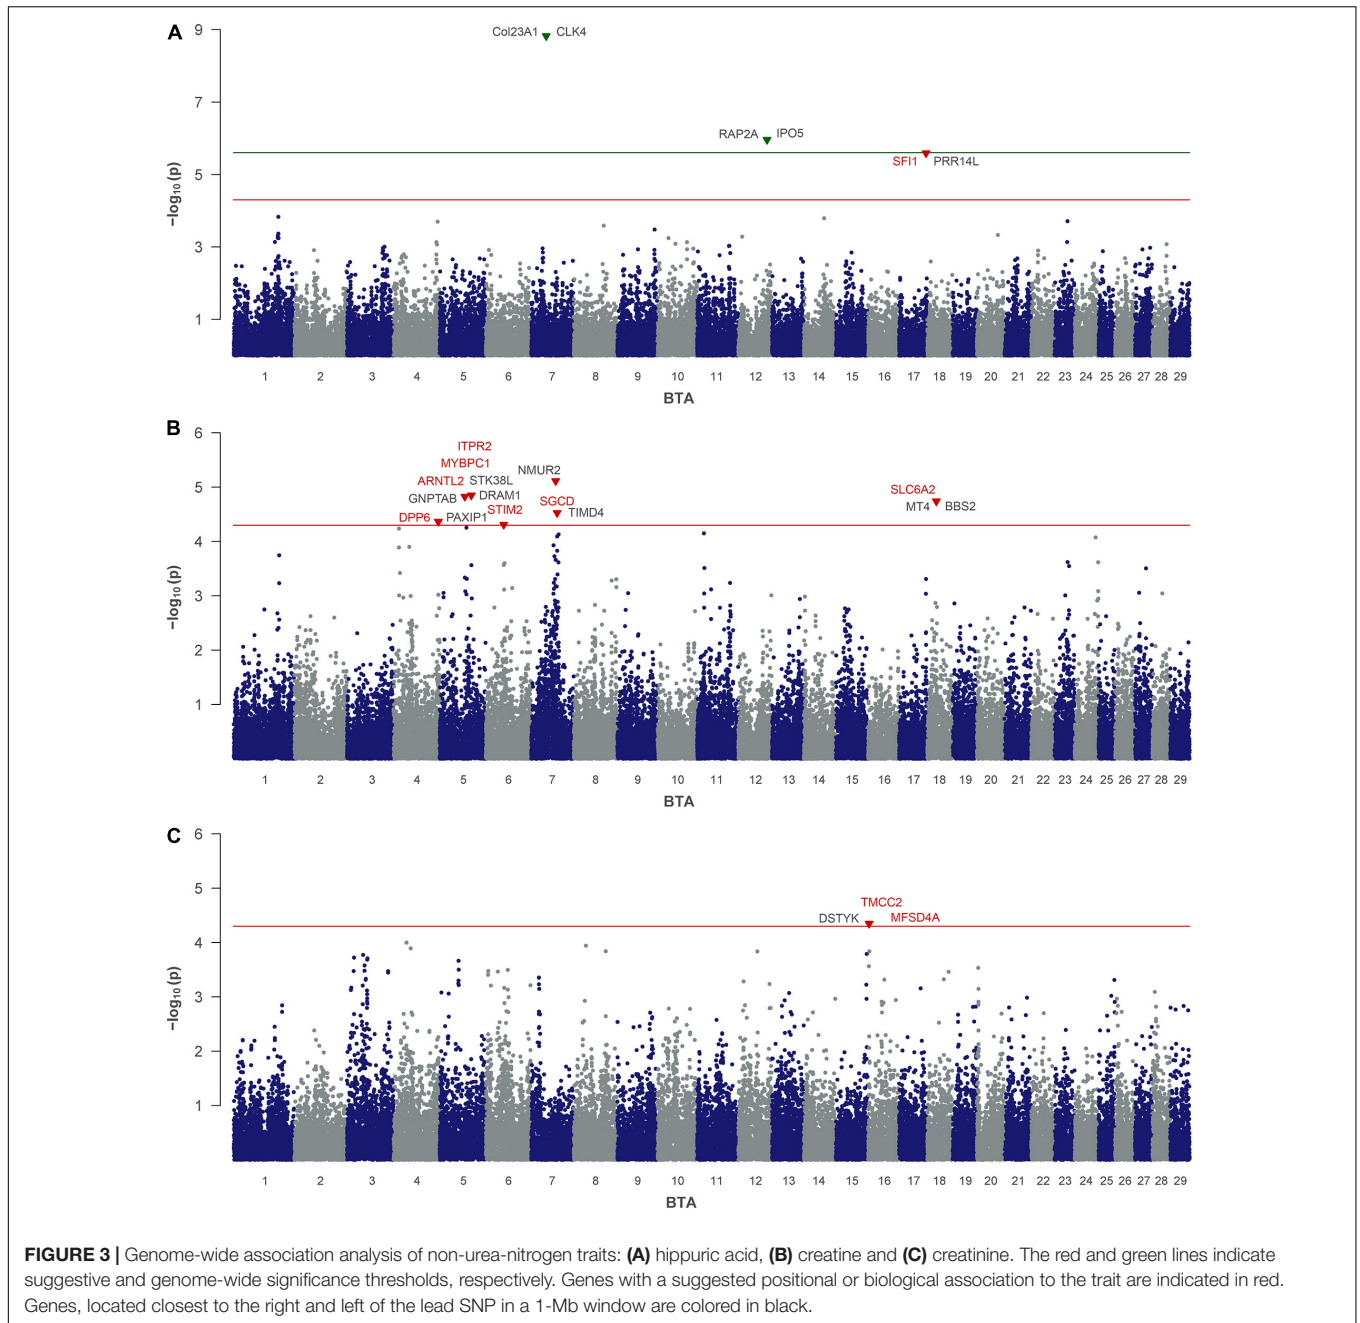 A
9
7
5
3
1
−log10(p)
Col23A1 CLK4
RAP2A IPO5
SFI1 PRR14L
1 2 3 4 5 6 7 8 9 10 11 12 13 14 15 16 17 18 19 20 21 22 23 24 25 26 27 28 29
BTA
B
6
5
4
3
2
1
−log10(p)
ITPR2
MYBPC1
ARNTL2 STK38L
GNPTAB DRAM1
DPP6 PAXIP1 STIM2
NMUR2
SGCD
TIMD4
SLC6A2
MT4 BBS2
1 2 3 4 5 6 7 8 9 10 11 12 13 14 15 16 17 18 19 20 21 22 23 24 25 26 27 28 29
BTA
C
6
5
4
3
2
1
−log10(p)
TMCC2
DSTYK MFSD4A
1 2 3 4 5 6 7 8 9 10 11 12 13 14 15 16 17 18 19 20 21 22 23 24 25 26 27 28 29
BTA
FIGURE 3 | Genome-wide association analysis of non-urea-nitrogen traits: (A) hippuric acid, (B) creatine and (C) creatinine. The red and green lines indicate
suggestive and genome-wide significance thresholds, respectively. Genes with a suggested positional or biological association to the trait are indicated in red.
Genes, located closest to the right and left of the lead SNP in a 1-Mb window are colored in black.